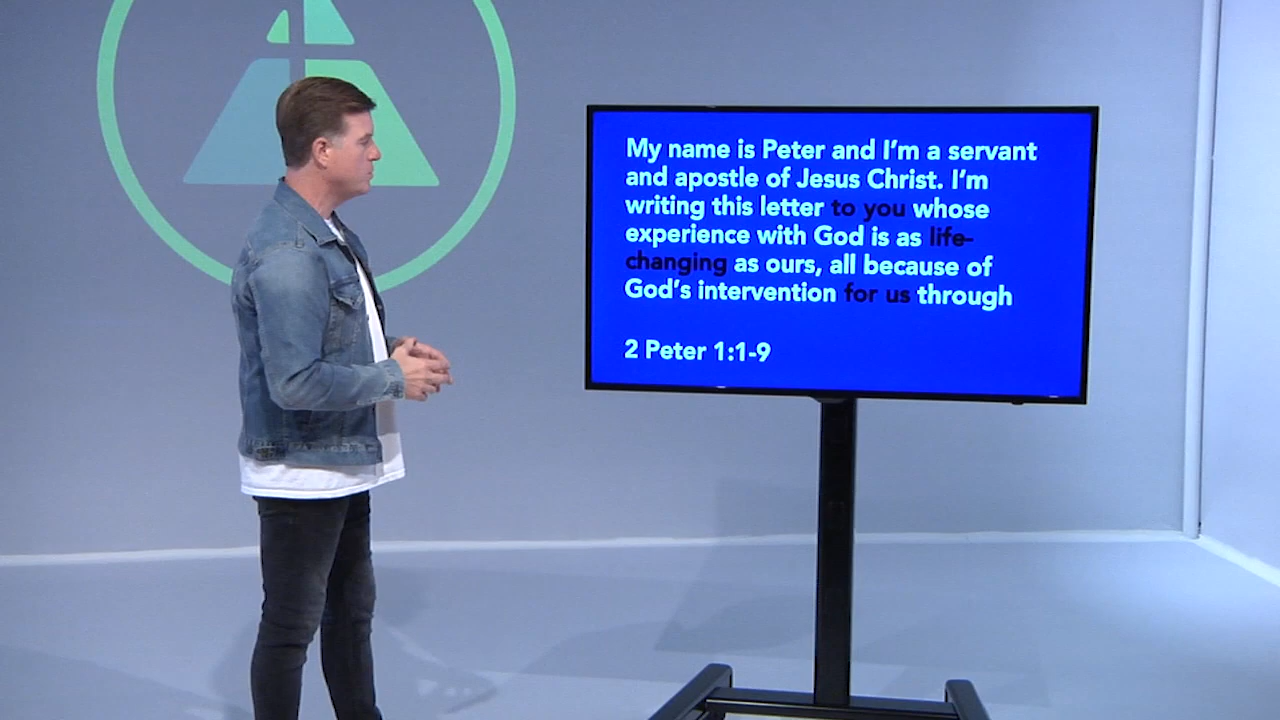 My name is Peter and I'm a servant
and apostle of Jesus Christ. I'm
writing this letter to you whose
experience with God is as life-
changing as ours, all because of
God's intervention for us through
2 Peter 1:1-9